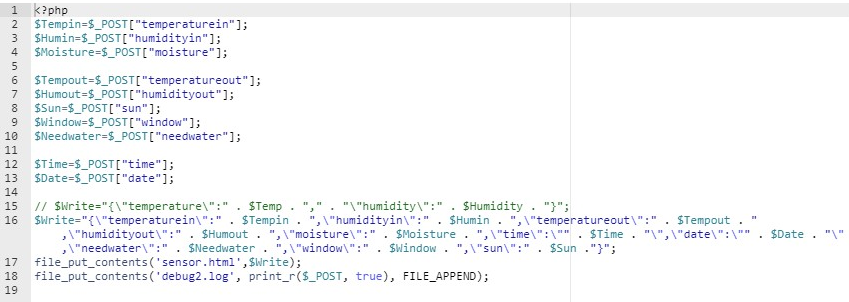 1 <?php
2 $Tempin=$_POST["temperaturein"];
3 $Humin=$_POST["humidityin"];
4 $Moisture=$_POST["moisture"];
5
6 $Tempout=$_POST["temperatureout"];
7 $Humout=$_POST["humidityout"];
8 $Sun=$_POST["sun"];
9 $Window=$_POST["window"];
10 $Needwater=$_POST["needwater"];
11
12 $Time=$_POST["time"];
13 $Date=$_POST["date"];
14
15 // $Write="{\"temperature\":" . $Temp . "," . "\"humidity\":" . $Humidity . "}";
16 $Write="{\"temperaturein\":" . $Tempin . ",\"humidityin\":" . $Humin . ",\"temperatureout\":" . $Tempout . "
,\"humidityout\":" . $Humout . ",\"moisture\":" . $Moisture . ",\"time\":\"" . $Time . "\",\"date\":\"" . $Date . "\"
,\"needwater\":" . $Needwater . ",\"window\":" . $Window . ",\"sun\":" . $Sun ."}";
17 file_put_contents('sensor.html',$Write);
18 file_put_contents('debug2.log', print_r($_POST, true), FILE_APPEND);
19